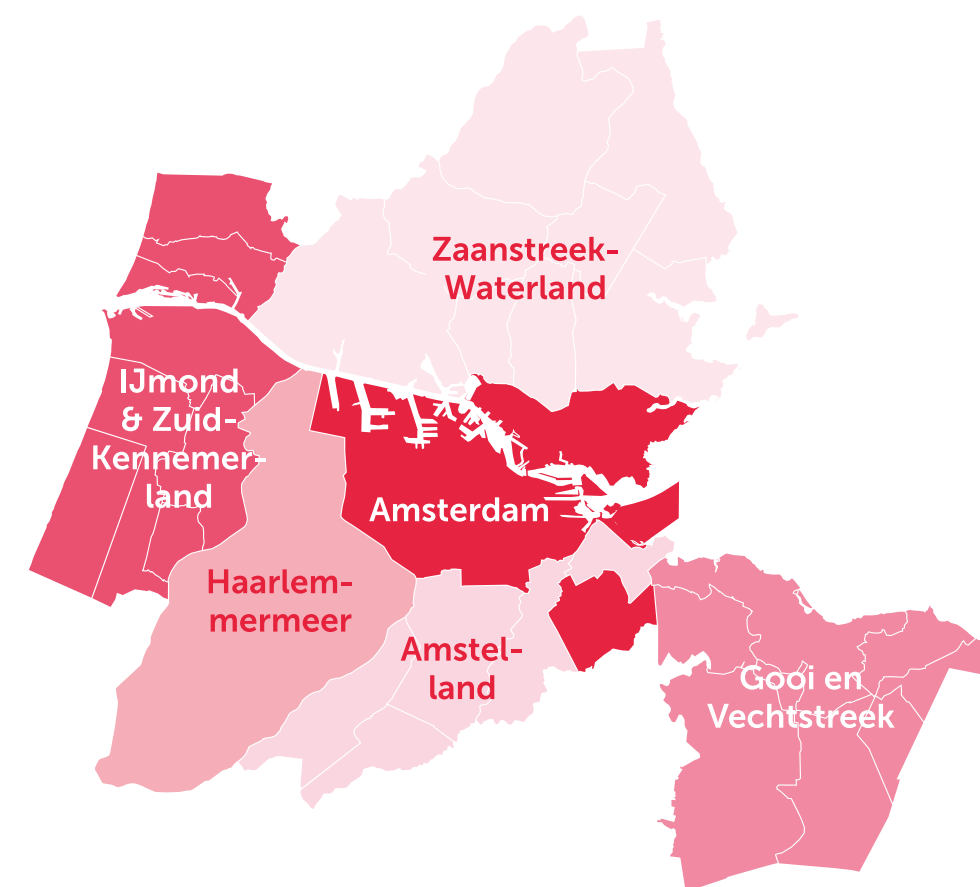 Zaanstreek-
Waterland
IJmond
& Zuid-
Kennemer-
land
Amsterdam
Haarlem-
mermeer
Amstel-
land
Gooi en
Vechtstreek